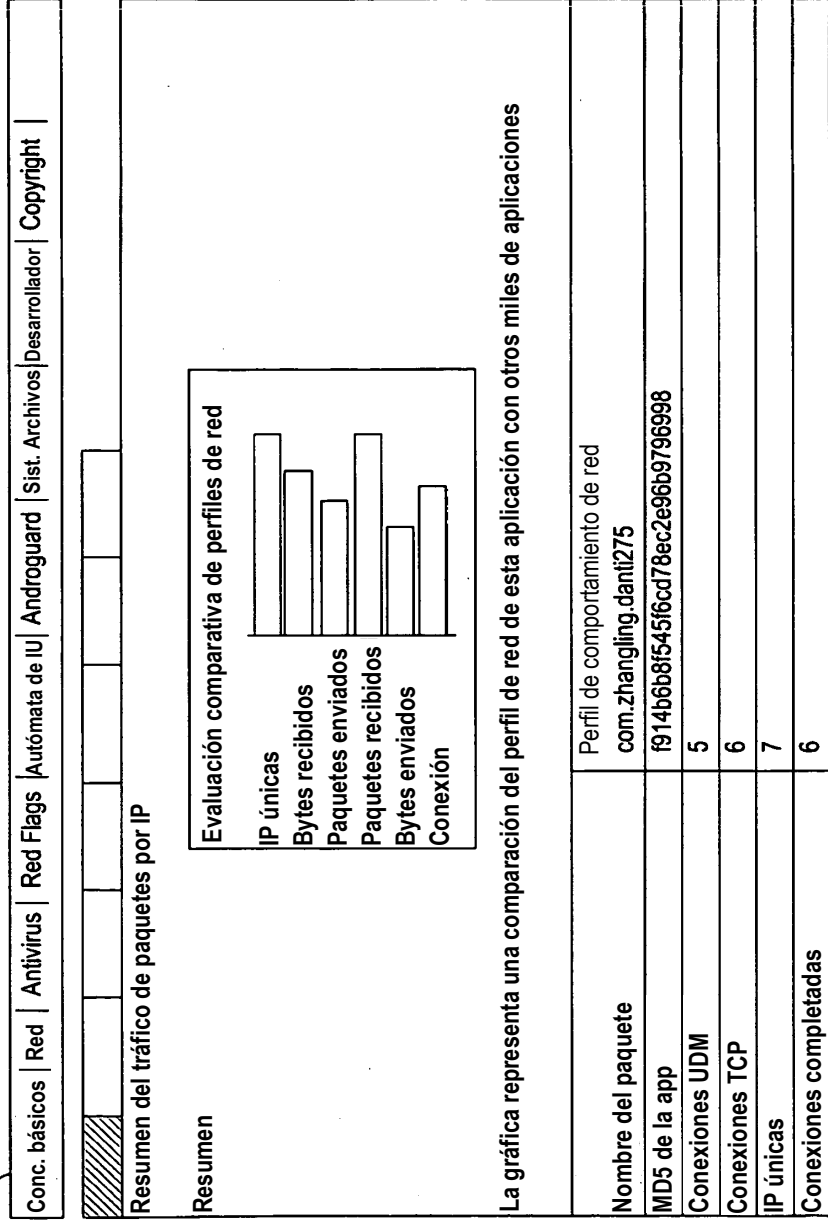 Conc. básicos | Red | Antivirus | Red Flags | Autómata de IU | Androguard | Sist. Archivos | Desarrollador | Copyright |
Resumen del tráfico de paquetes por IP
Resumen
Evaluación comparativa de perfiles de red
IP únicas
Bytes recibidos
Paquetes enviados
Paquetes recibidos
Bytes enviados
Conexión
La gráfica representa una comparación del perfil de red de esta aplicación con otros miles de aplicaciones
Perfil de comportamiento de red
Nombre del paquete com.zhangling.danti275
MD5 de la app f914b6b8f545f6cd78ec2e96b9796998
Conexiones UDM 5
Conexiones TCP 6
IP únicas 7
Conexiones completadas 6